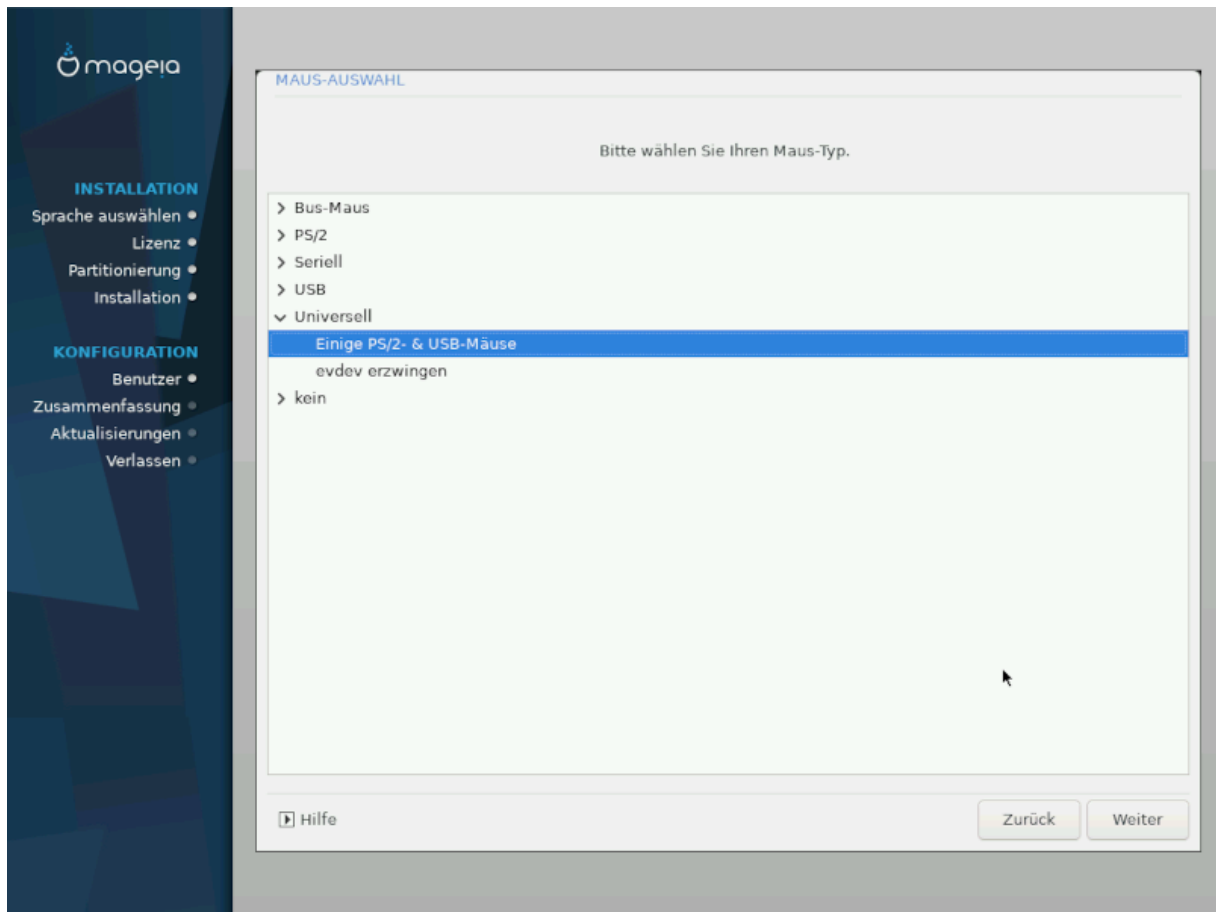 mageia
INSTALLATION
Sprache auswählen
Lizenz
Partitionierung
Installation
KONFIGURATION
Benutzer
Zusammenfassung
Aktualisierungen
Verlassen
MAUS-AUSWAHL
Bitte wählen Sie Ihren Maus-Typ.
Bus-Maus
PS/2
Seriell
USB
Universell
Einige PS/2- & USB-Mäuse
evdev erzwingen
kein
Hilfe
Zurück
Weiter